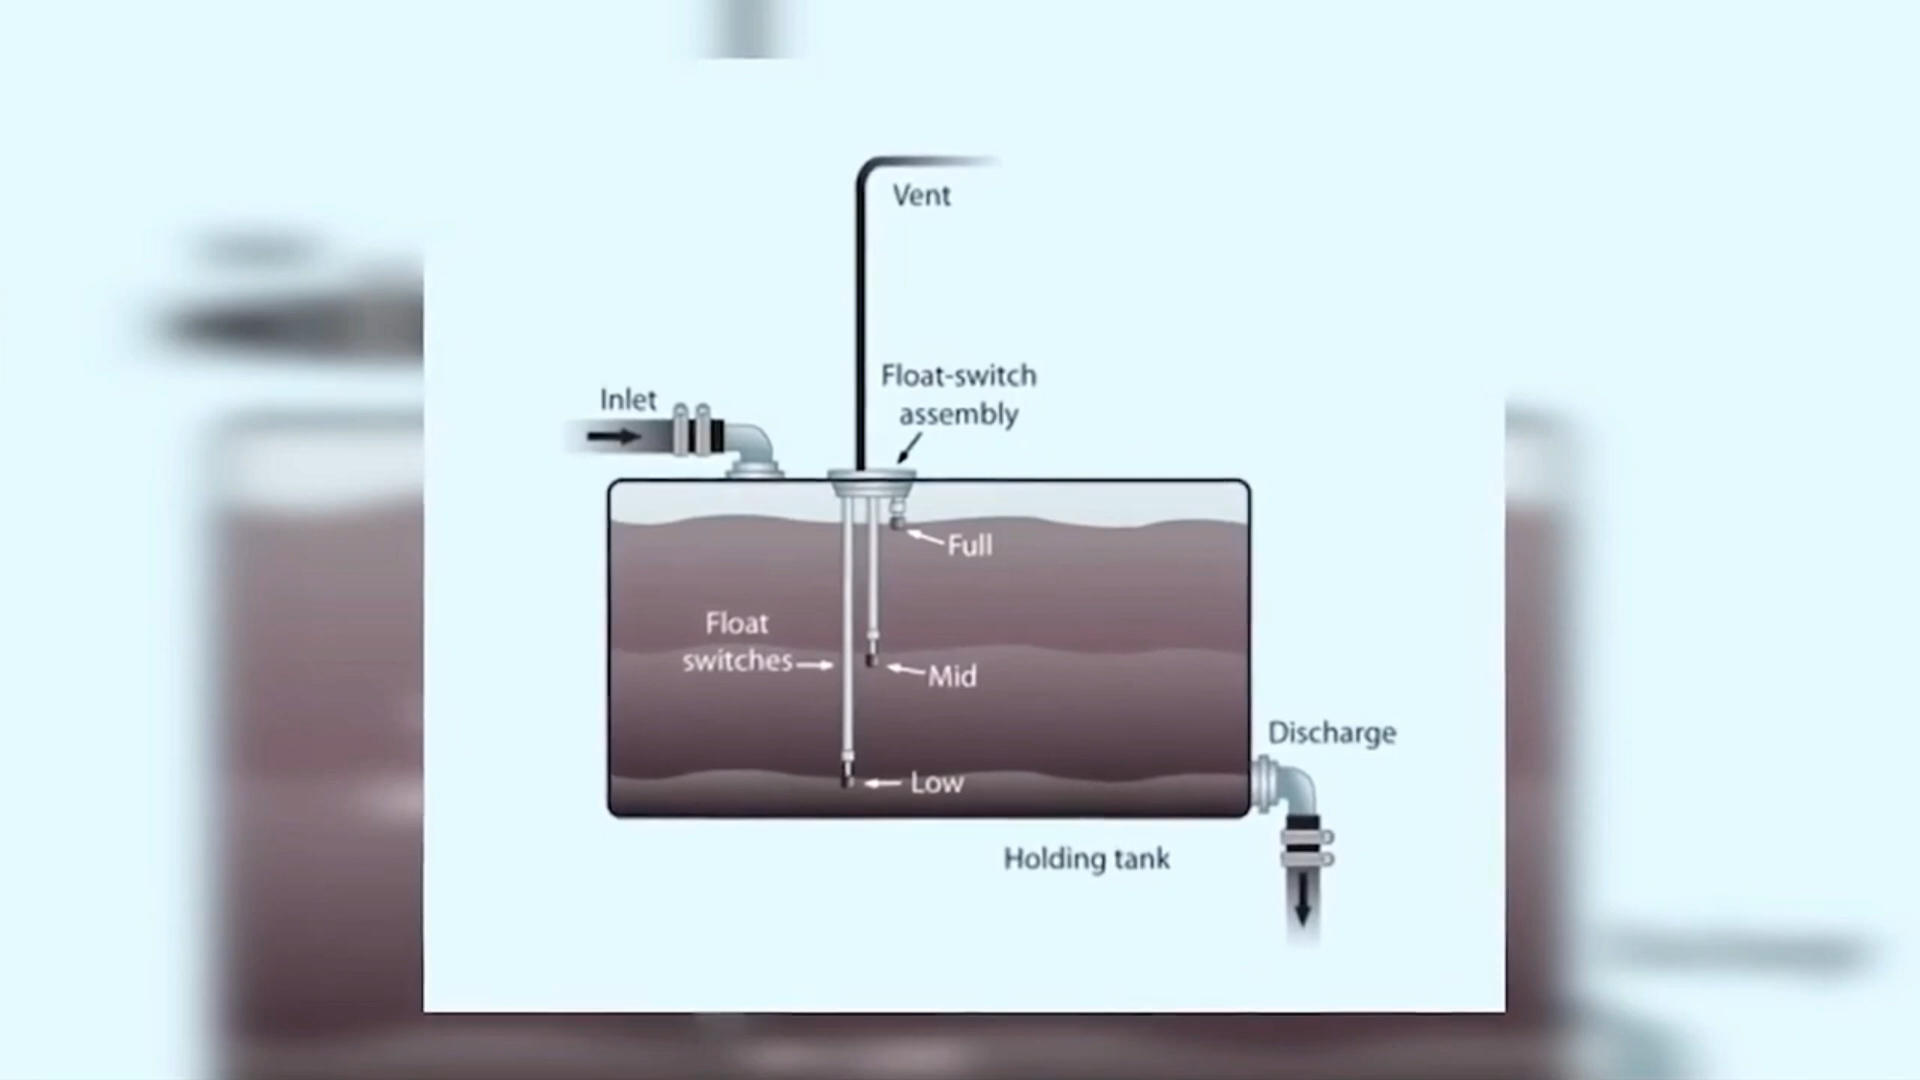 Vent
Float-switch
assembly
Inlet
Full
Float
switches
Mid
Discharge
Low
Holding tank